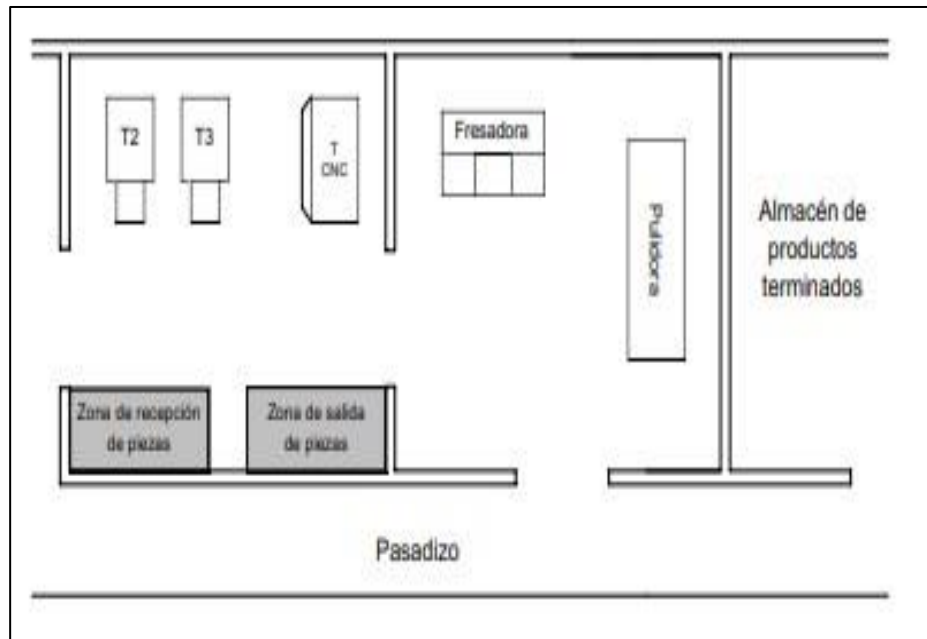 T2
T3
T
CNC
Fresadora
Pulidora
Almacén de
productos
terminados
Zona de recepción
de piezas
Zona de salida
de piezas
Pasadizo